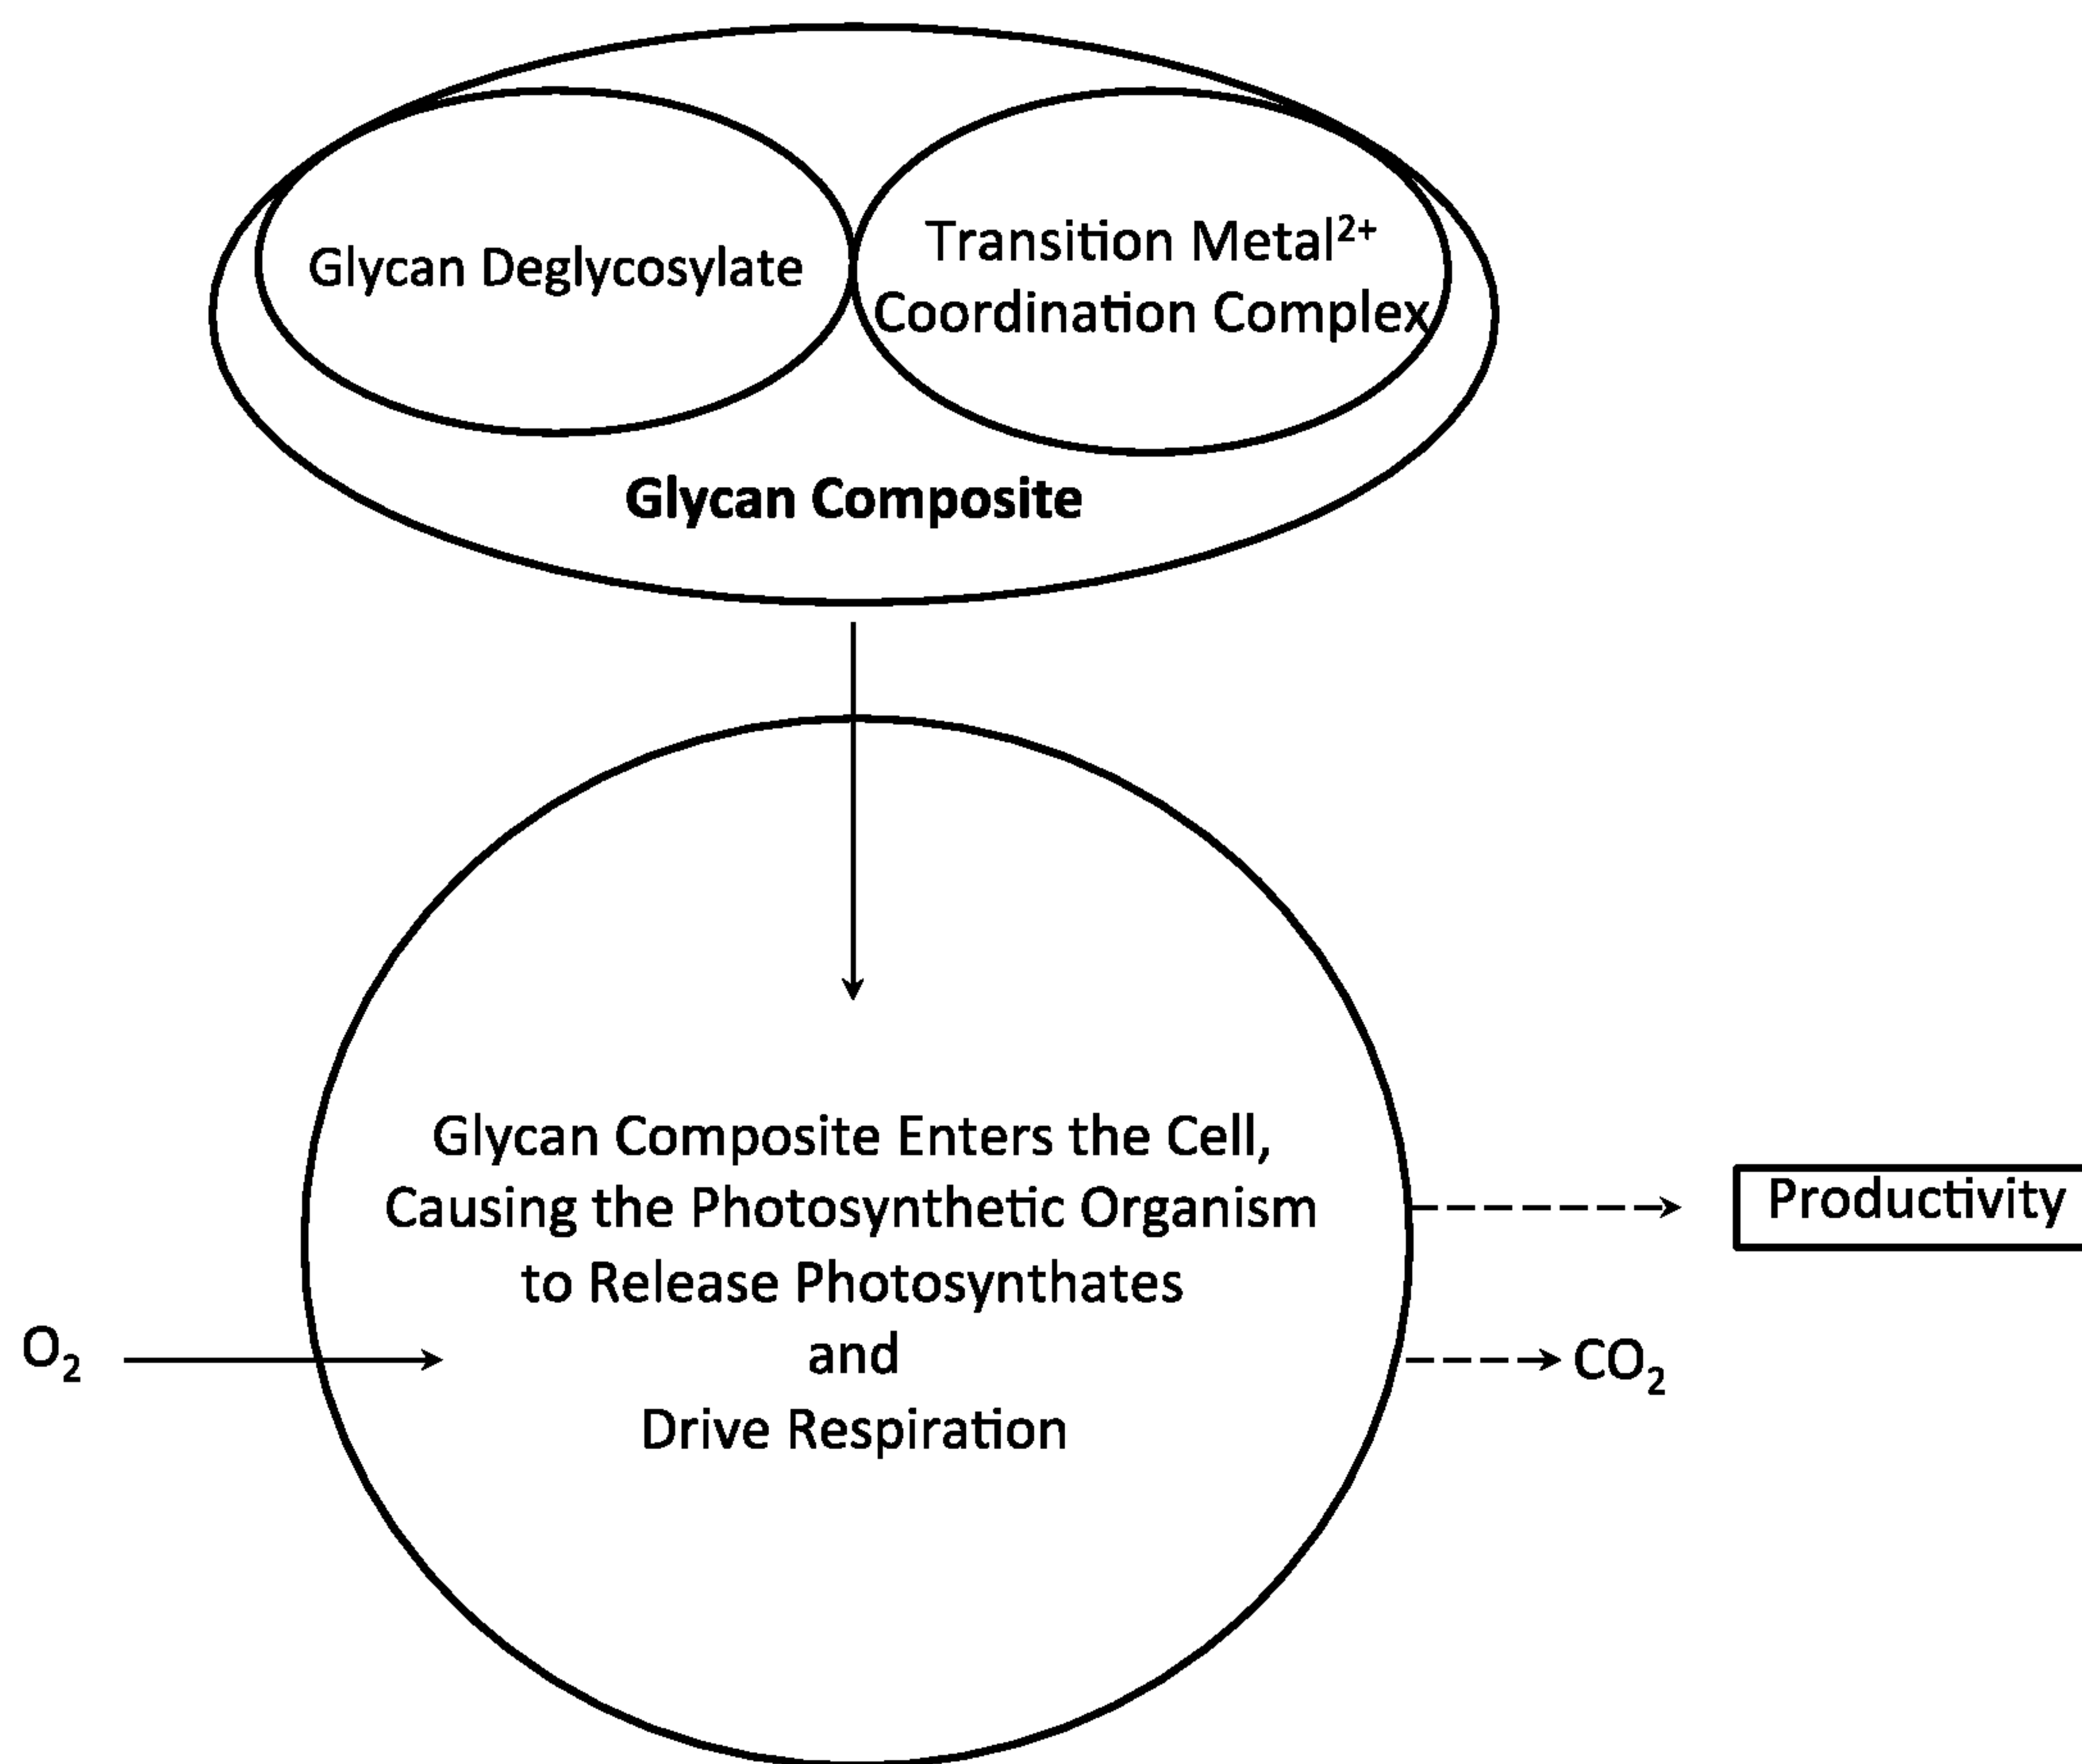 Glycan Deglycosylate
Transition Metal²⁺
Coordination Complex
Glycan Composite
Glycan Composite Enters the Cell,
Causing the Photosynthetic Organism
to Release Photosynthates
and
Drive Respiration
O₂
Productivity
CO₂